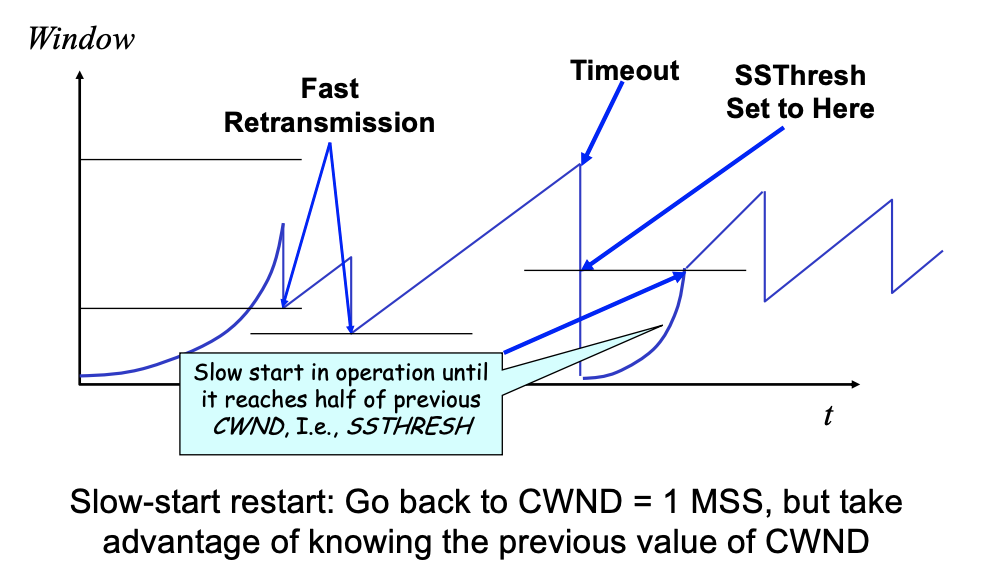 Window
Fast
Retransmission
Timeout
SSThresh
Set to Here
Slow start in operation until
it reaches half of previous
CWND, I.e., SSTHRESH
t
Slow-start restart: Go back to CWND = 1 MSS, but take
advantage of knowing the previous value of CWND